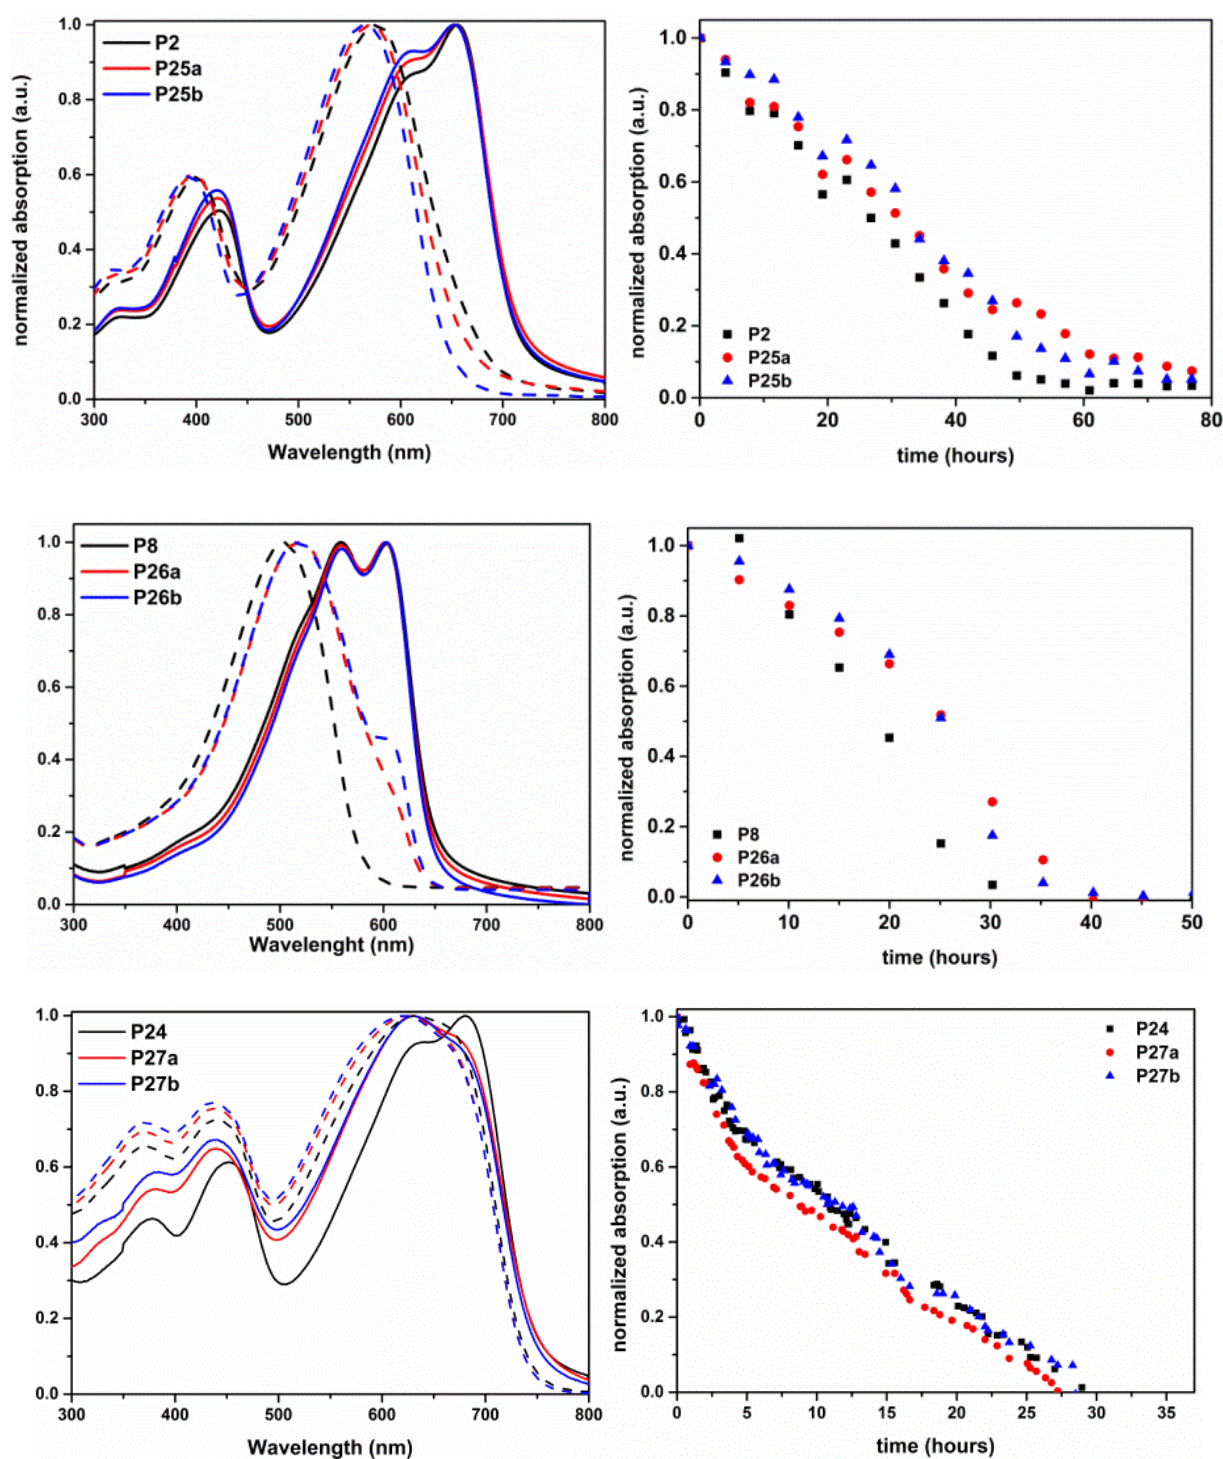 normalized absorption (a.u.)
1.0
0.8
0.6
0.4
0.2
0.0
P2
P25a
P25b
300 400 500 600 700 800
Wavelength (nm)
normalized absorption (a.u.)
1.0
0.8
0.6
0.4
0.2
0.0
P2
P25a
P25b
0 20 40 60 80
time (hours)
1.0
0.8
0.6
0.4
0.2
0.0
P8
P26a
P26b
300 400 500 600 700 800
Wavelenght (nm)
normalized absorption (a.u.)
1.0
0.8
0.6
0.4
0.2
0.0
P8
P26a
P26b
0 10 20 30 40 50
time (hours)
1.0
0.8
0.6
0.4
0.2
0.0
P24
P27a
P27b
300 400 500 600 700 800
Wavelength (nm)
normalized absorption (a.u.)
1.0
0.8
0.6
0.4
0.2
0.0
P24
P27a
P27b
0 5 10 15 20 25 30 35
time (hours)